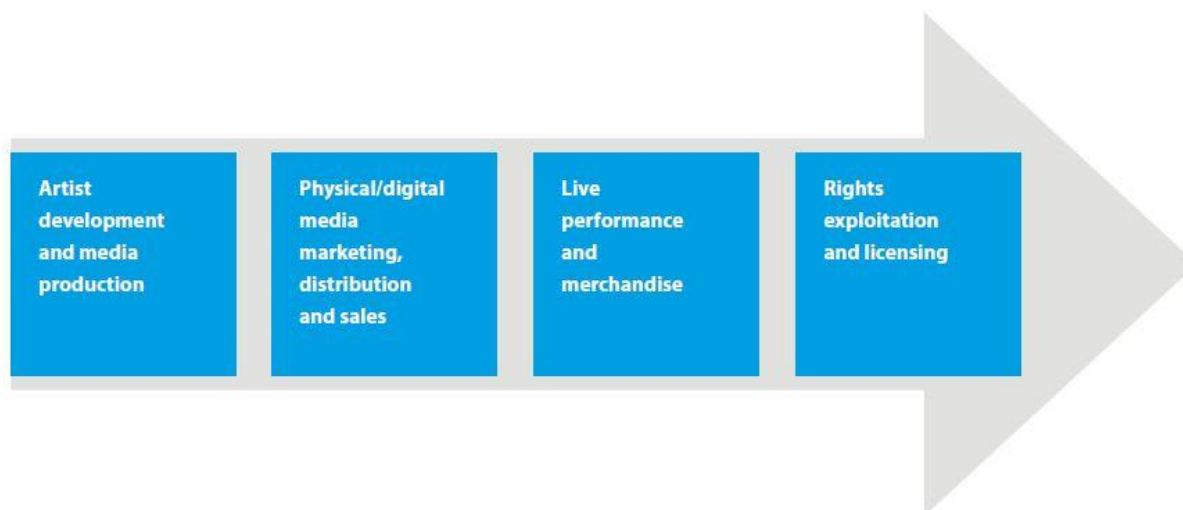 Artist
development
and media
production
Physical/digital
media
marketing,
distribution
and sales
Live
performance
and
merchandise
Rights
exploitation
and licensing